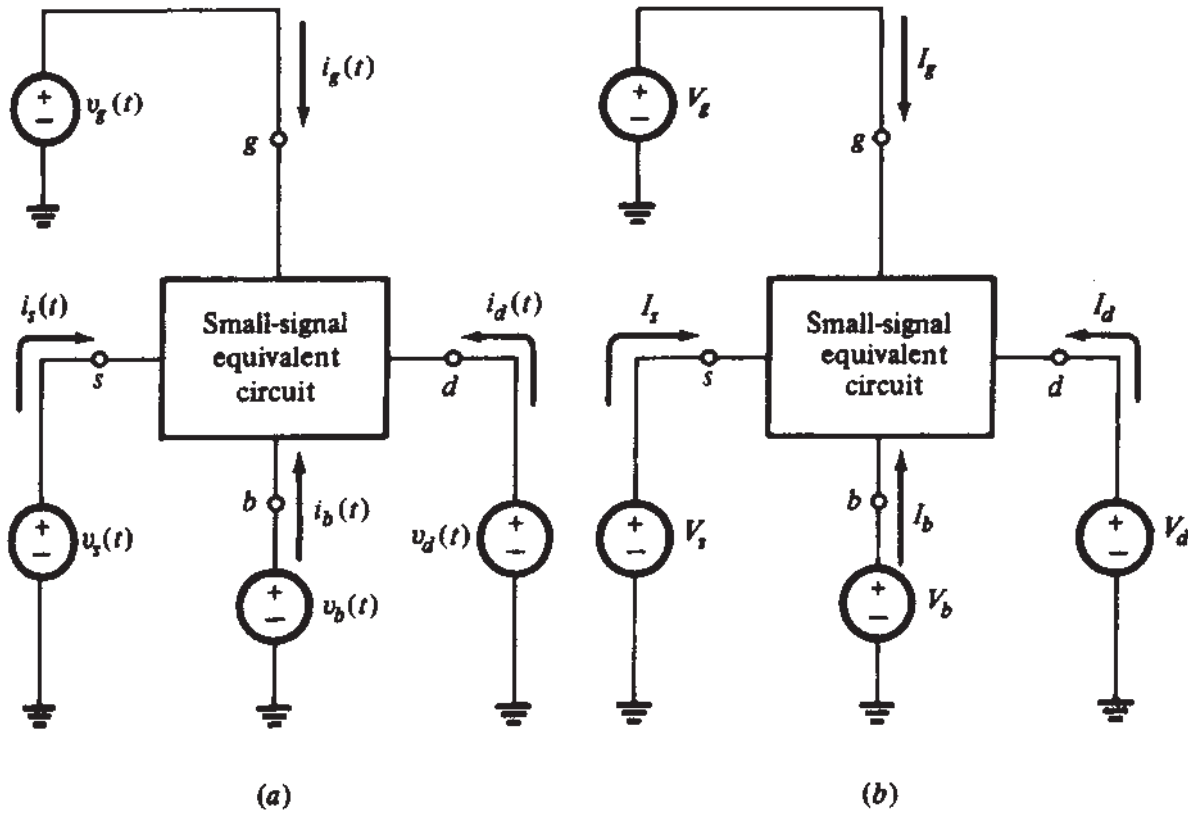 i_g(t)
v_g(t)
g
i_s(t)
Small-signal
equivalent
circuit
i_d(t)
s
d
b
i_b(t)
v_s(t)
v_d(t)
v_b(t)
(a)
I_g
V_g
g
I_s
Small-signal
equivalent
circuit
I_d
s
d
b
I_b
V_s
V_d
V_b
(b)